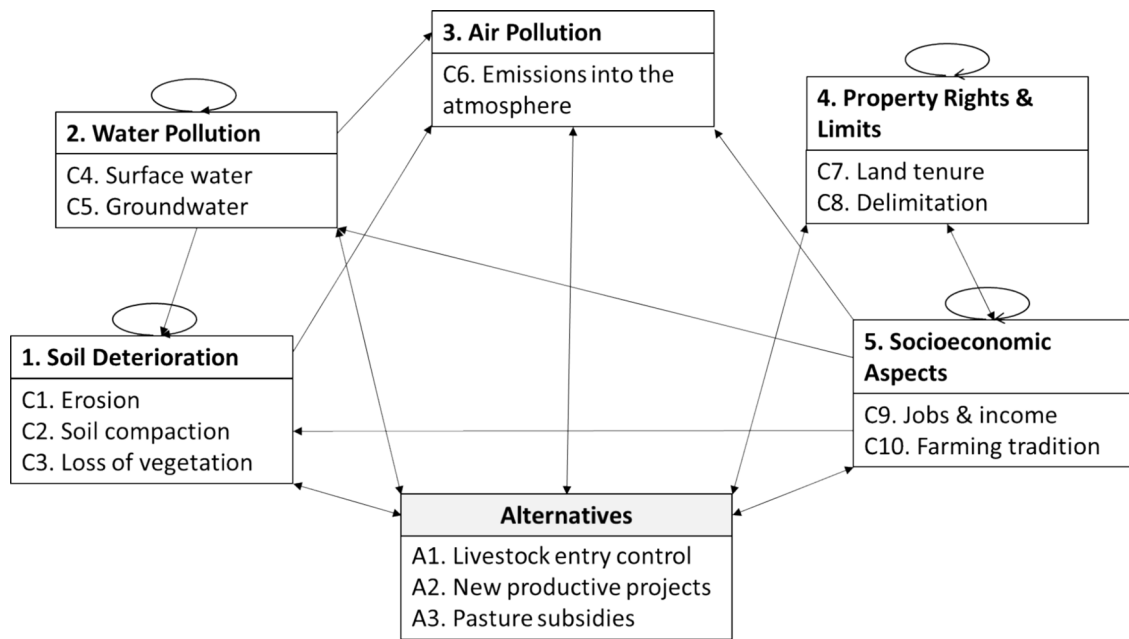 3. Air Pollution
C6. Emissions into the
atmosphere
4. Property Rights &
Limits
C7. Land tenure
C8. Delimitation
2. Water Pollution
C4. Surface water
C5. Groundwater
1. Soil Deterioration
C1. Erosion
C2. Soil compaction
C3. Loss of vegetation
5. Socioeconomic
Aspects
C9. Jobs & income
C10. Farming tradition
Alternatives
A1. Livestock entry control
A2. New productive projects
A3. Pasture subsidies